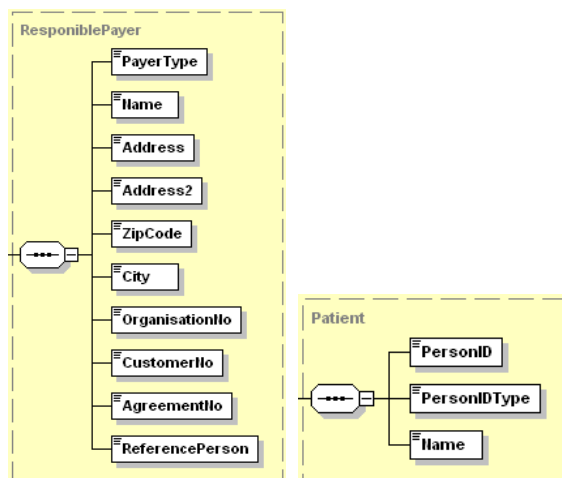 ResponiblePayer
PayerType
Name
Address
Address2
ZipCode
City
OrganisationNo
CustomerNo
AgreementNo
ReferencePerson
Patient
PersonID
PersonIDType
Name